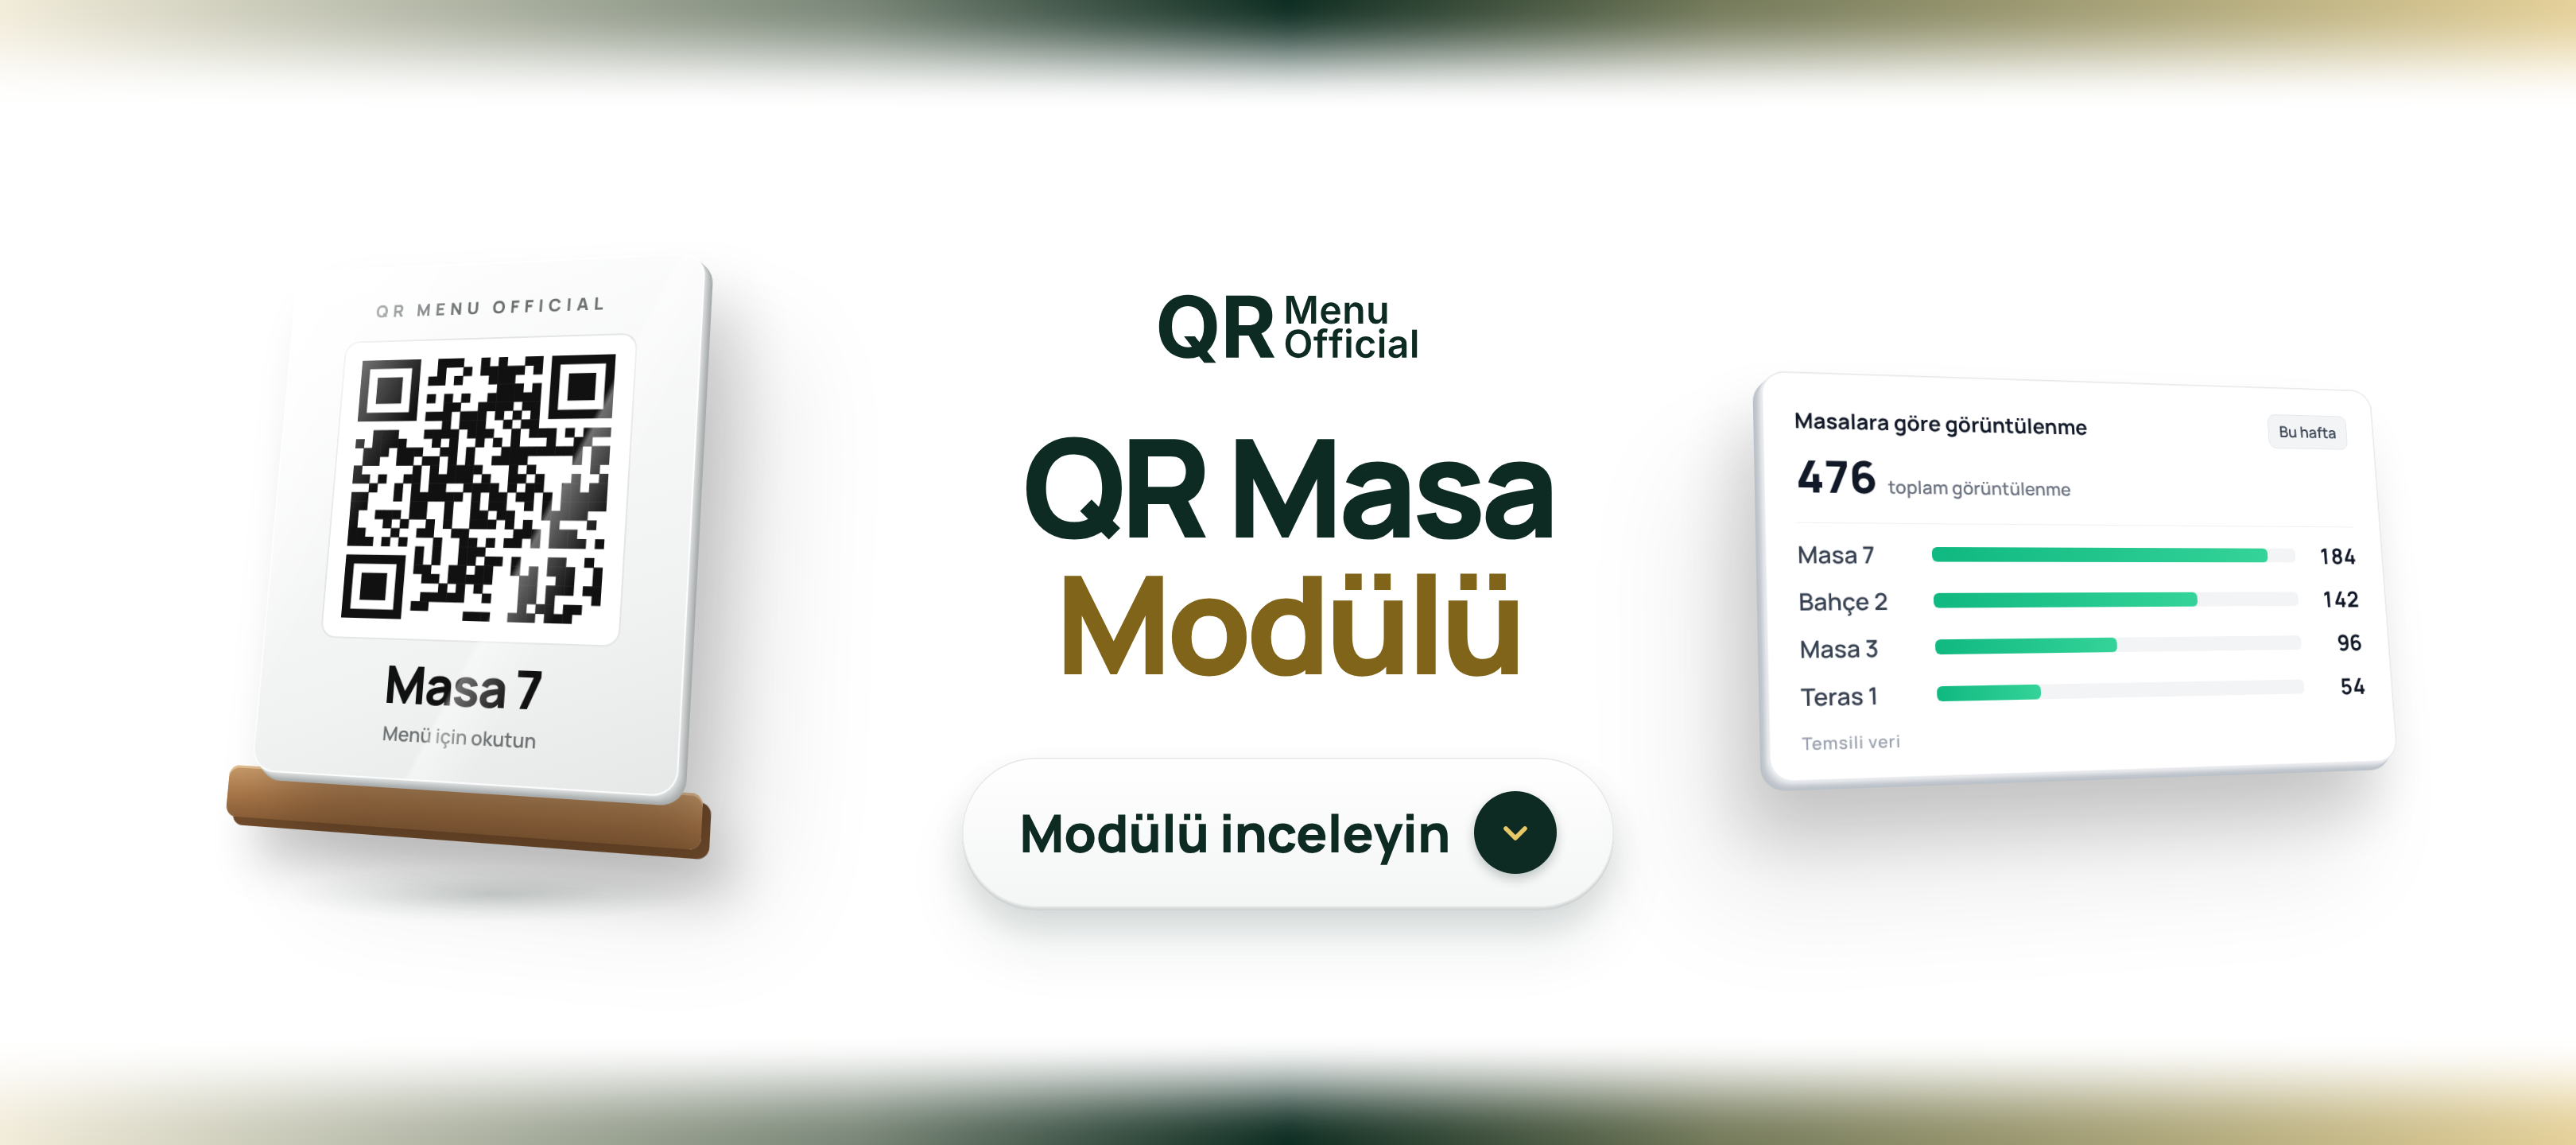 QR MENU OFFICIAL
Masa 7
Menü için okutun
QR Menu
Official
QR Masa
Modülü
Modülü inceleyin
Masalara göre görüntülenme
Bu hafta
476 toplam görüntülenme
Masa 7 184
Bahçe 2 142
Masa 3 96
Teras 1 54
Temsili veri